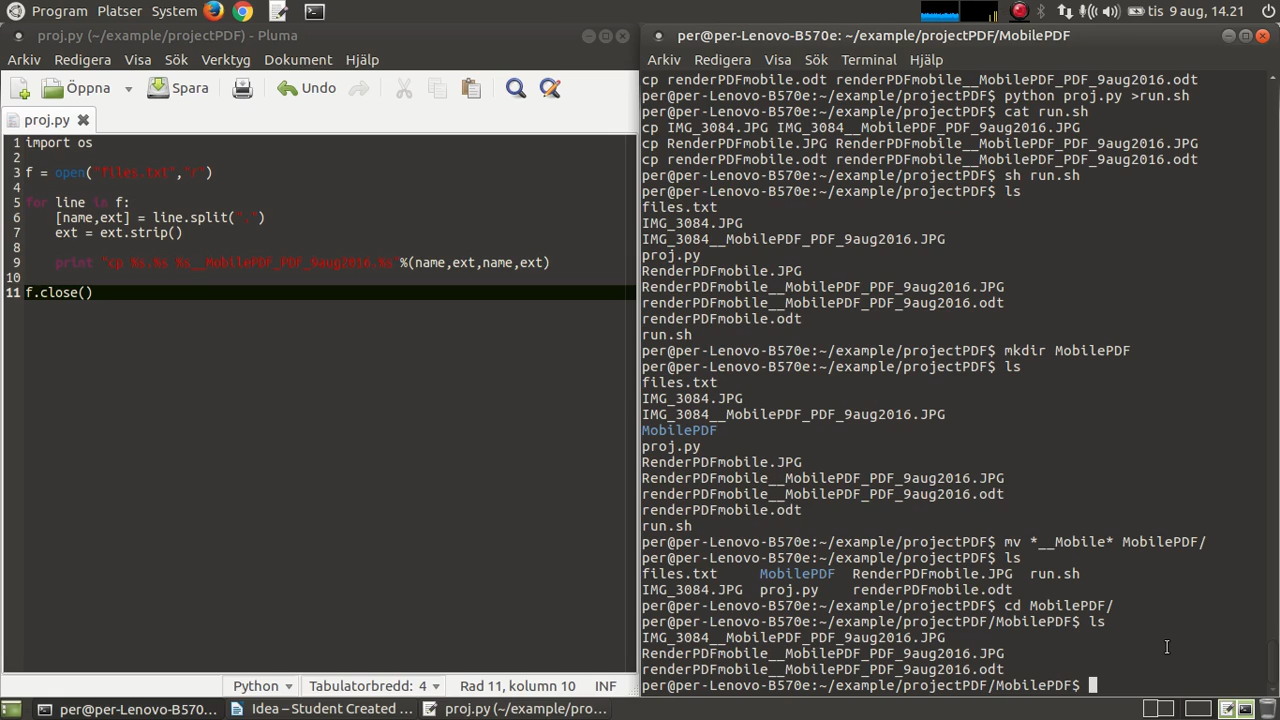 Program Platser System
tis 9 aug, 14.21
proj.py (~/example/projectPDF) - Pluma
Arkiv Redigera Visa Sök Verktyg Dokument Hjälp
Öppna Spara Undo
proj.py
1 import os
2
3 f = open("files.txt","r")
4
5 for line in f:
6 [name,ext] = line.split(".")
7 ext = ext.strip()
8
9 print "cp %s.%s %s__MobilePDF_PDF_9aug2016.%s"%(name,ext,name,ext)
10
11 f.close()
Python Tabulatorbredd: 4 Rad 11, kolumn 10 INF
per@per-Lenovo-B570e: ~/example/projectPDF/MobilePDF
Arkiv Redigera Visa Sök Terminal Hjälp
cp renderPDFmobile.odt renderPDFmobile__MobilePDF_PDF_9aug2016.odt
per@per-Lenovo-B570e:~/example/projectPDF$ python proj.py >run.sh
per@per-Lenovo-B570e:~/example/projectPDF$ cat run.sh
cp IMG_3084.JPG IMG_3084__MobilePDF_PDF_9aug2016.JPG
cp RenderPDFmobile.JPG RenderPDFmobile__MobilePDF_PDF_9aug2016.JPG
cp renderPDFmobile.odt renderPDFmobile__MobilePDF_PDF_9aug2016.odt
per@per-Lenovo-B570e:~/example/projectPDF$ sh run.sh
per@per-Lenovo-B570e:~/example/projectPDF$ ls
files.txt
IMG_3084.JPG
IMG_3084__MobilePDF_PDF_9aug2016.JPG
proj.py
RenderPDFmobile.JPG
RenderPDFmobile__MobilePDF_PDF_9aug2016.JPG
renderPDFmobile__MobilePDF_PDF_9aug2016.odt
renderPDFmobile.odt
run.sh
per@per-Lenovo-B570e:~/example/projectPDF$ mkdir MobilePDF
per@per-Lenovo-B570e:~/example/projectPDF$ ls
files.txt
IMG_3084.JPG
IMG_3084__MobilePDF_PDF_9aug2016.JPG
MobilePDF
proj.py
RenderPDFmobile.JPG
RenderPDFmobile__MobilePDF_PDF_9aug2016.JPG
renderPDFmobile__MobilePDF_PDF_9aug2016.odt
renderPDFmobile.odt
run.sh
per@per-Lenovo-B570e:~/example/projectPDF$ mv *__Mobile* MobilePDF/
per@per-Lenovo-B570e:~/example/projectPDF$ ls
files.txt MobilePDF RenderPDFmobile.JPG run.sh
IMG_3084.JPG proj.py renderPDFmobile.odt
per@per-Lenovo-B570e:~/example/projectPDF$ cd MobilePDF/
per@per-Lenovo-B570e:~/example/projectPDF/MobilePDF$ ls
IMG_3084__MobilePDF_PDF_9aug2016.JPG
RenderPDFmobile__MobilePDF_PDF_9aug2016.JPG
renderPDFmobile__MobilePDF_PDF_9aug2016.odt
per@per-Lenovo-B570e:~/example/projectPDF/MobilePDF$
per@per-Lenovo-B570... Idea – Student Created ... proj.py (~/example/pro...